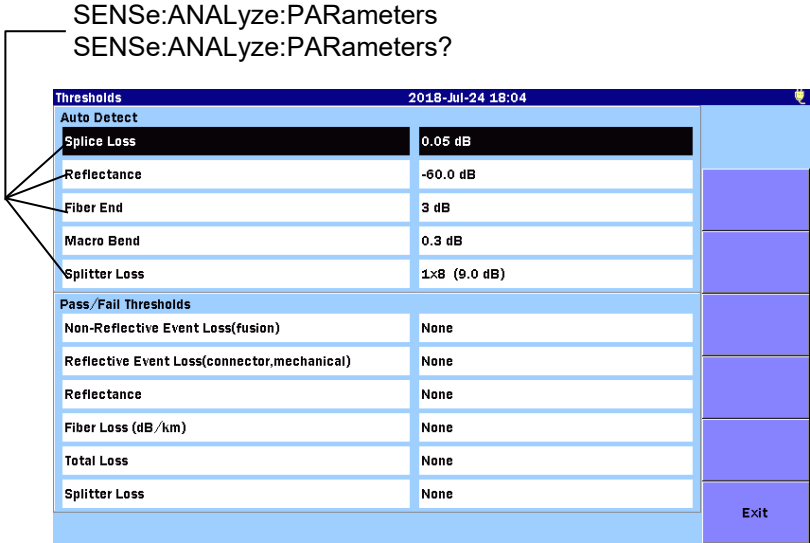 SENSe:ANALyze:PARameters
SENSe:ANALyze:PARameters?
Thresholds 2018-Jul-24 18:04
Auto Detect
Splice Loss 0.05 dB
Reflectance -60.0 dB
Fiber End 3 dB
Macro Bend 0.3 dB
Splitter Loss 1x8 (9.0 dB)
Pass/Fail Thresholds
Non-Reflective Event Loss(fusion) None
Reflective Event Loss(connector,mechanical) None
Reflectance None
Fiber Loss (dB/km) None
Total Loss None
Splitter Loss None
Exit